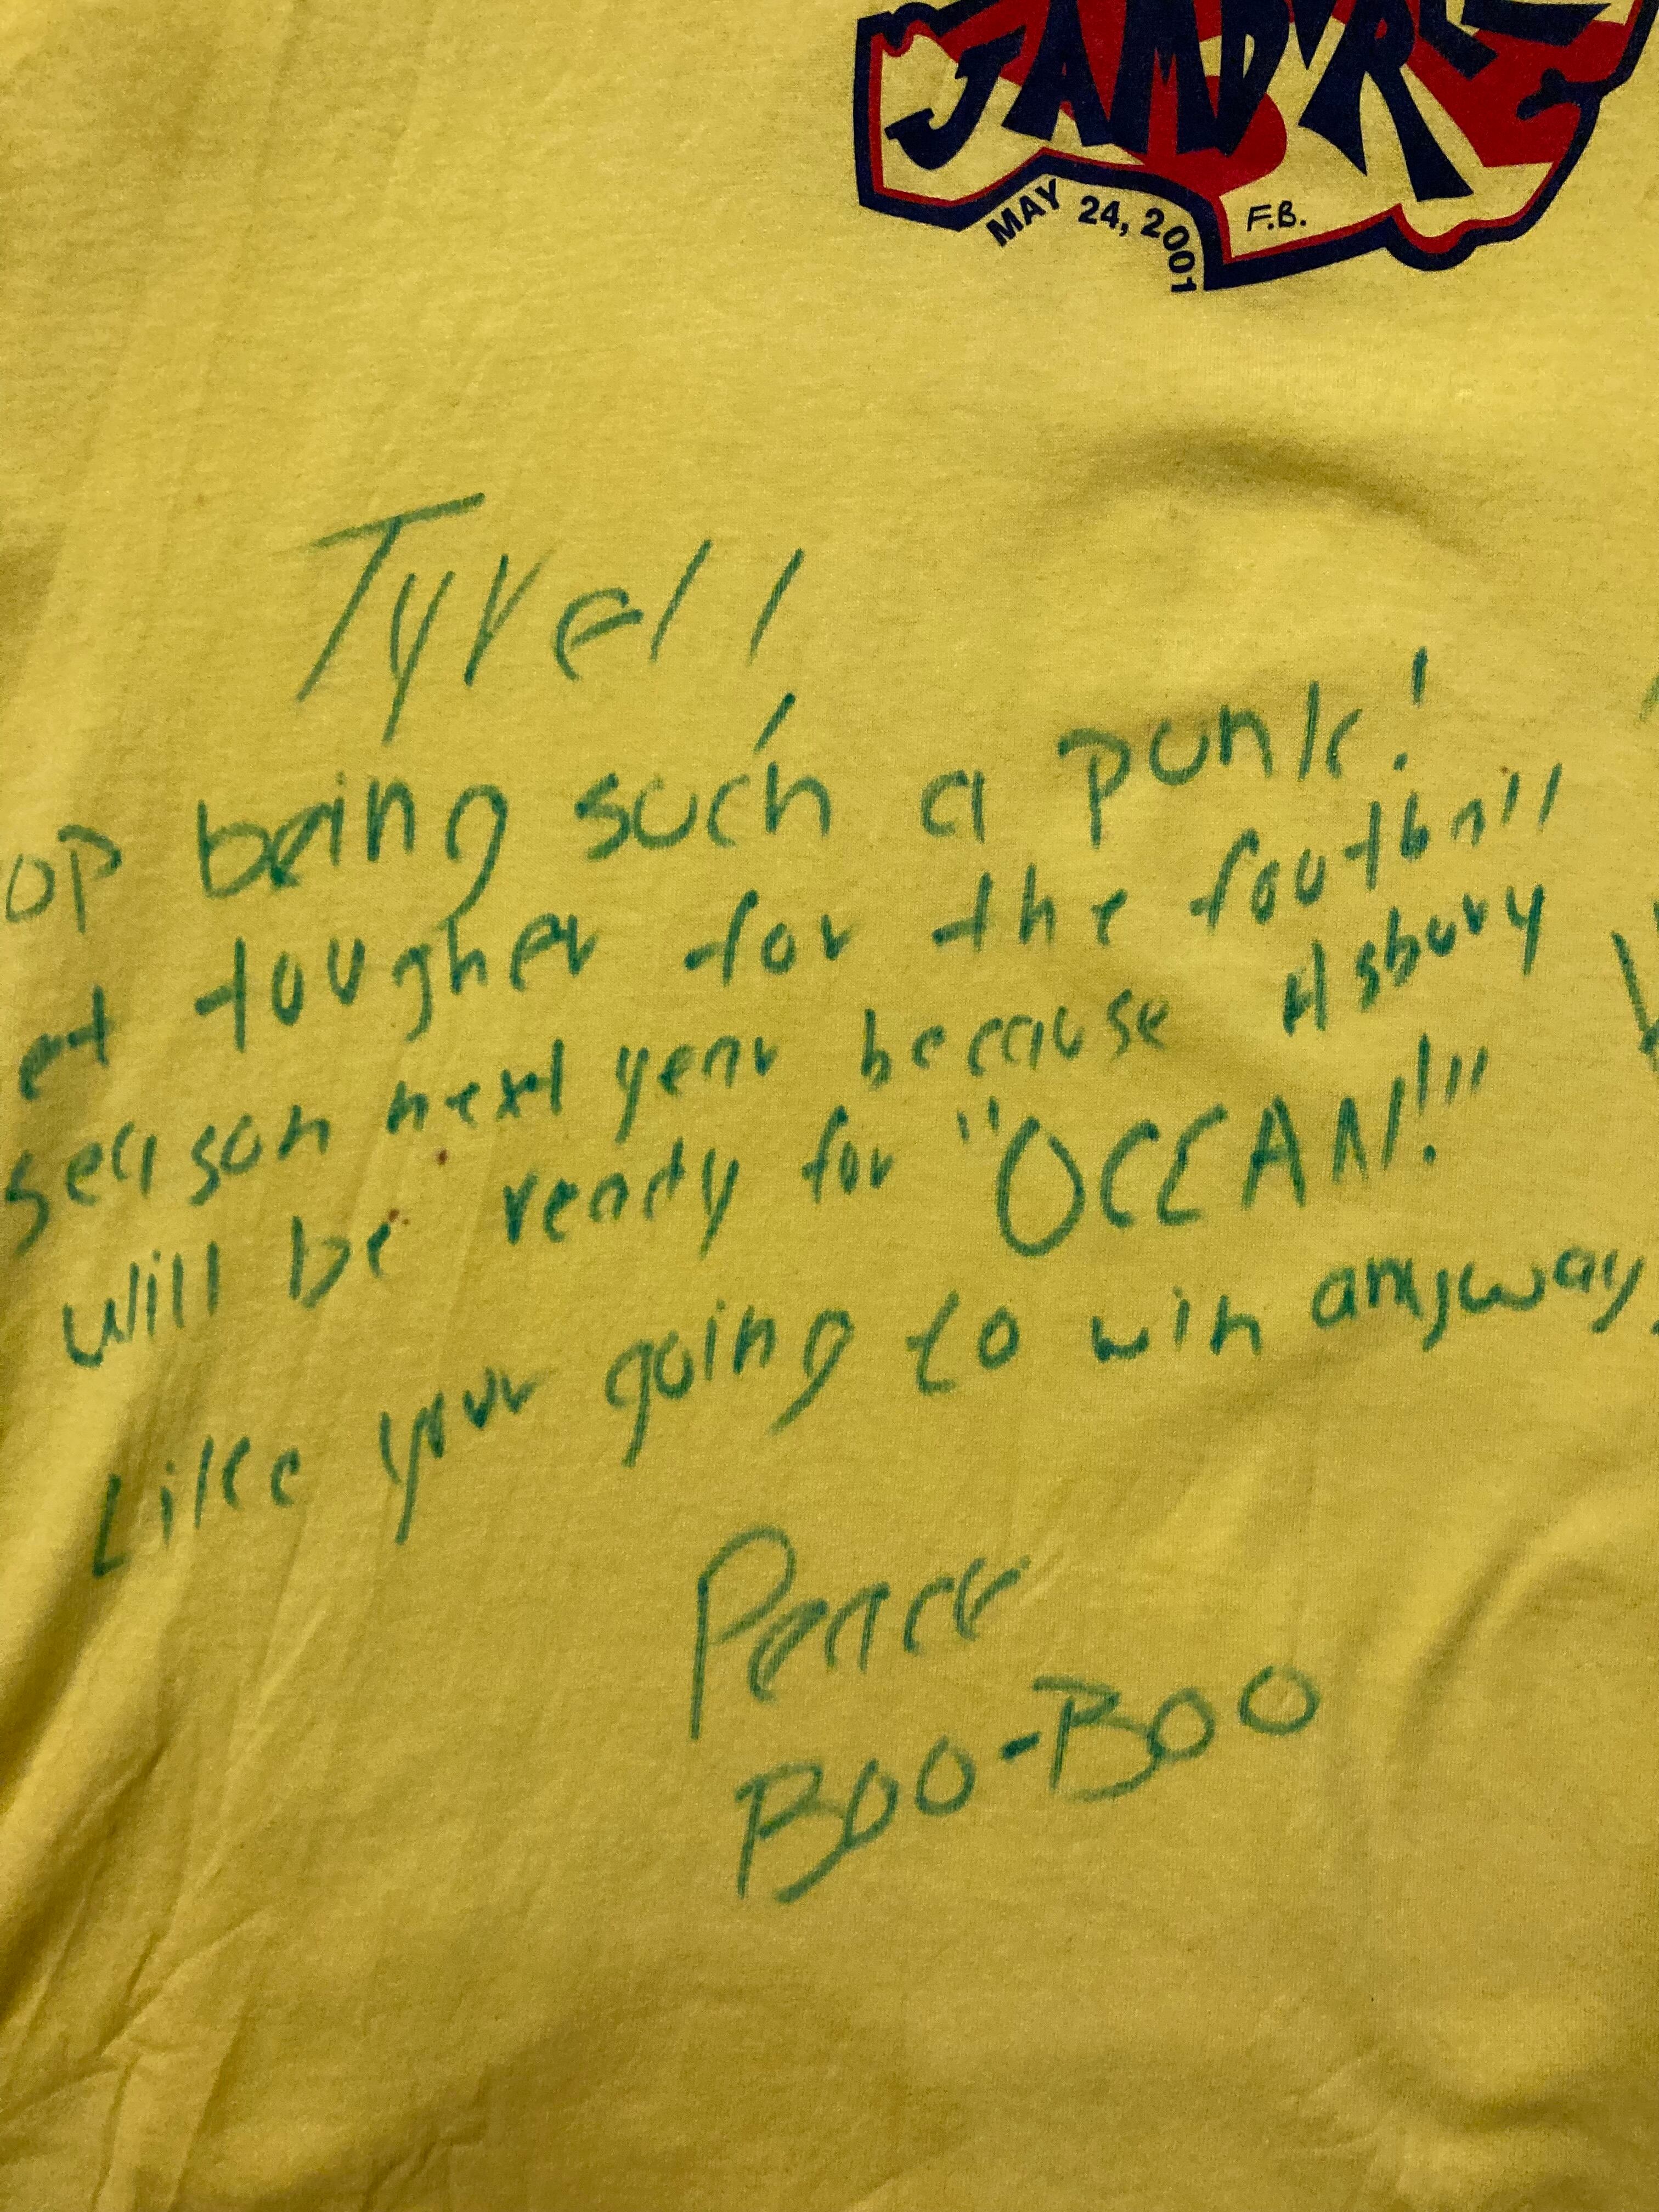 MAY 24, 2001
F.B.
Tyrell
op being such a punk!
et tougher for the football
season next year because Asbury
will be ready for "OCEAN!"
Like your going to win anyway.
Peace
Boo-Boo